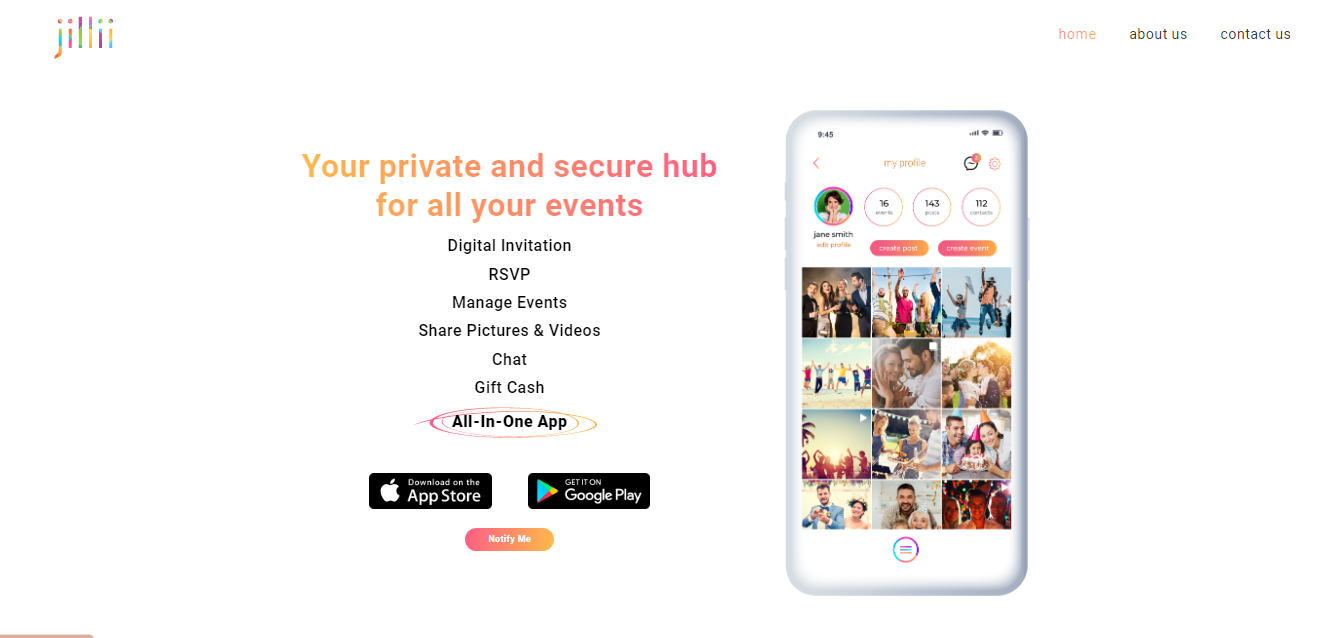 jillii
home
about us
contact us
Your private and secure hub
for all your events
Digital Invitation
RSVP
Manage Events
Share Pictures & Videos
Chat
Gift Cash
All-In-One App
Download on the
App Store
GET IT ON
Google Play
Notify Me
9:45
my profile
16
events
143
posts
112
contacts
jane smith
edit profile
create post
create event